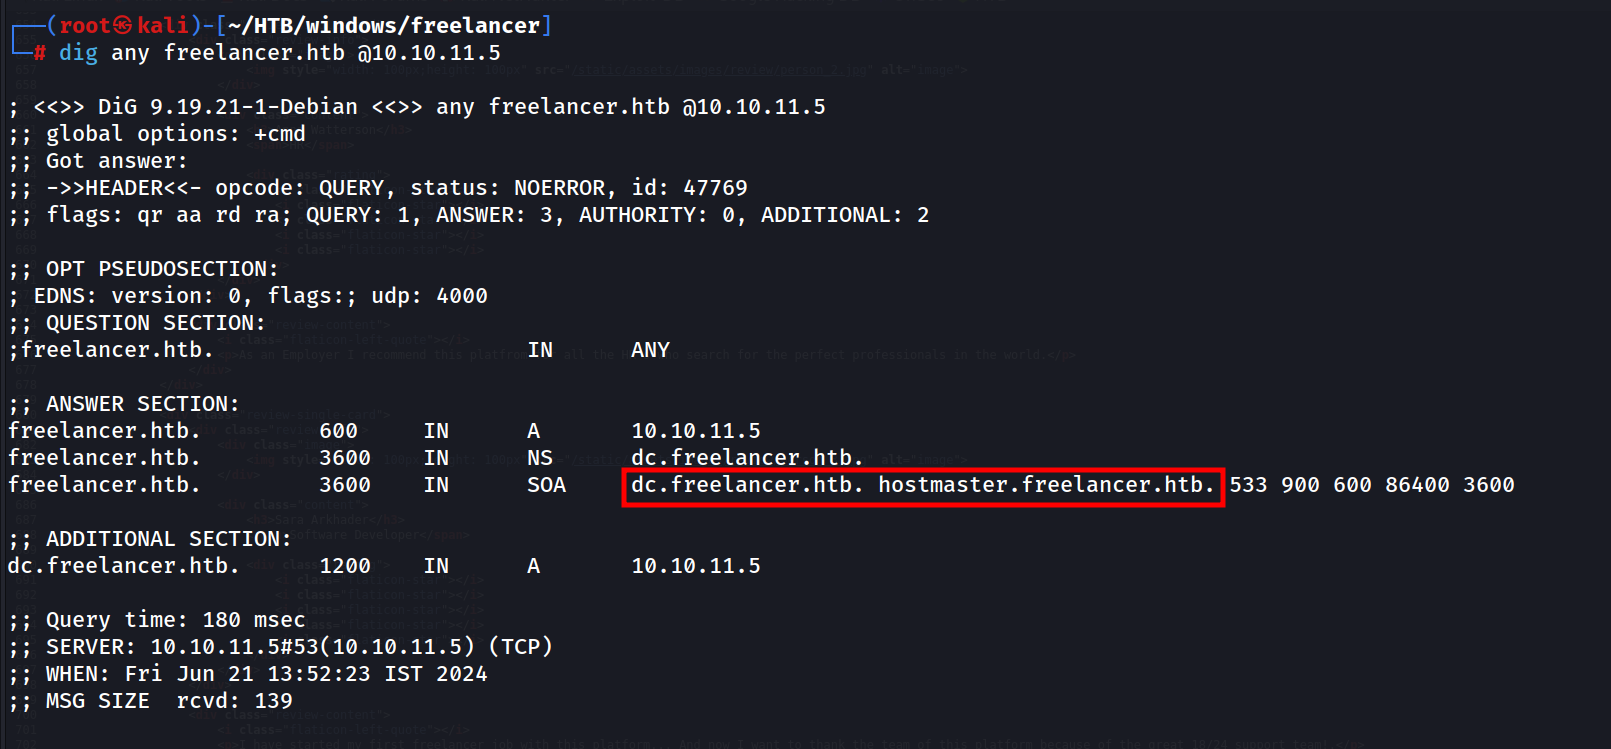 ┌──(root㉿kali)-[~/HTB/windows/freelancer]
└─# dig any freelancer.htb @10.10.11.5
; <<>> DiG 9.19.21-1-Debian <<>> any freelancer.htb @10.10.11.5
;; global options: +cmd
;; Got answer:
;; ->>HEADER<<- opcode: QUERY, status: NOERROR, id: 47769
;; flags: qr aa rd ra; QUERY: 1, ANSWER: 3, AUTHORITY: 0, ADDITIONAL: 2
;; OPT PSEUDOSECTION:
; EDNS: version: 0, flags:; udp: 4000
;; QUESTION SECTION:
;freelancer.htb. IN ANY
;; ANSWER SECTION:
freelancer.htb. 600 IN A 10.10.11.5
freelancer.htb. 3600 IN NS dc.freelancer.htb.
freelancer.htb. 3600 IN SOA dc.freelancer.htb. hostmaster.freelancer.htb. 533 900 600 86400 3600
;; ADDITIONAL SECTION:
dc.freelancer.htb. 1200 IN A 10.10.11.5
;; Query time: 180 msec
;; SERVER: 10.10.11.5#53(10.10.11.5) (TCP)
;; WHEN: Fri Jun 21 13:52:23 IST 2024
;; MSG SIZE rcvd: 139